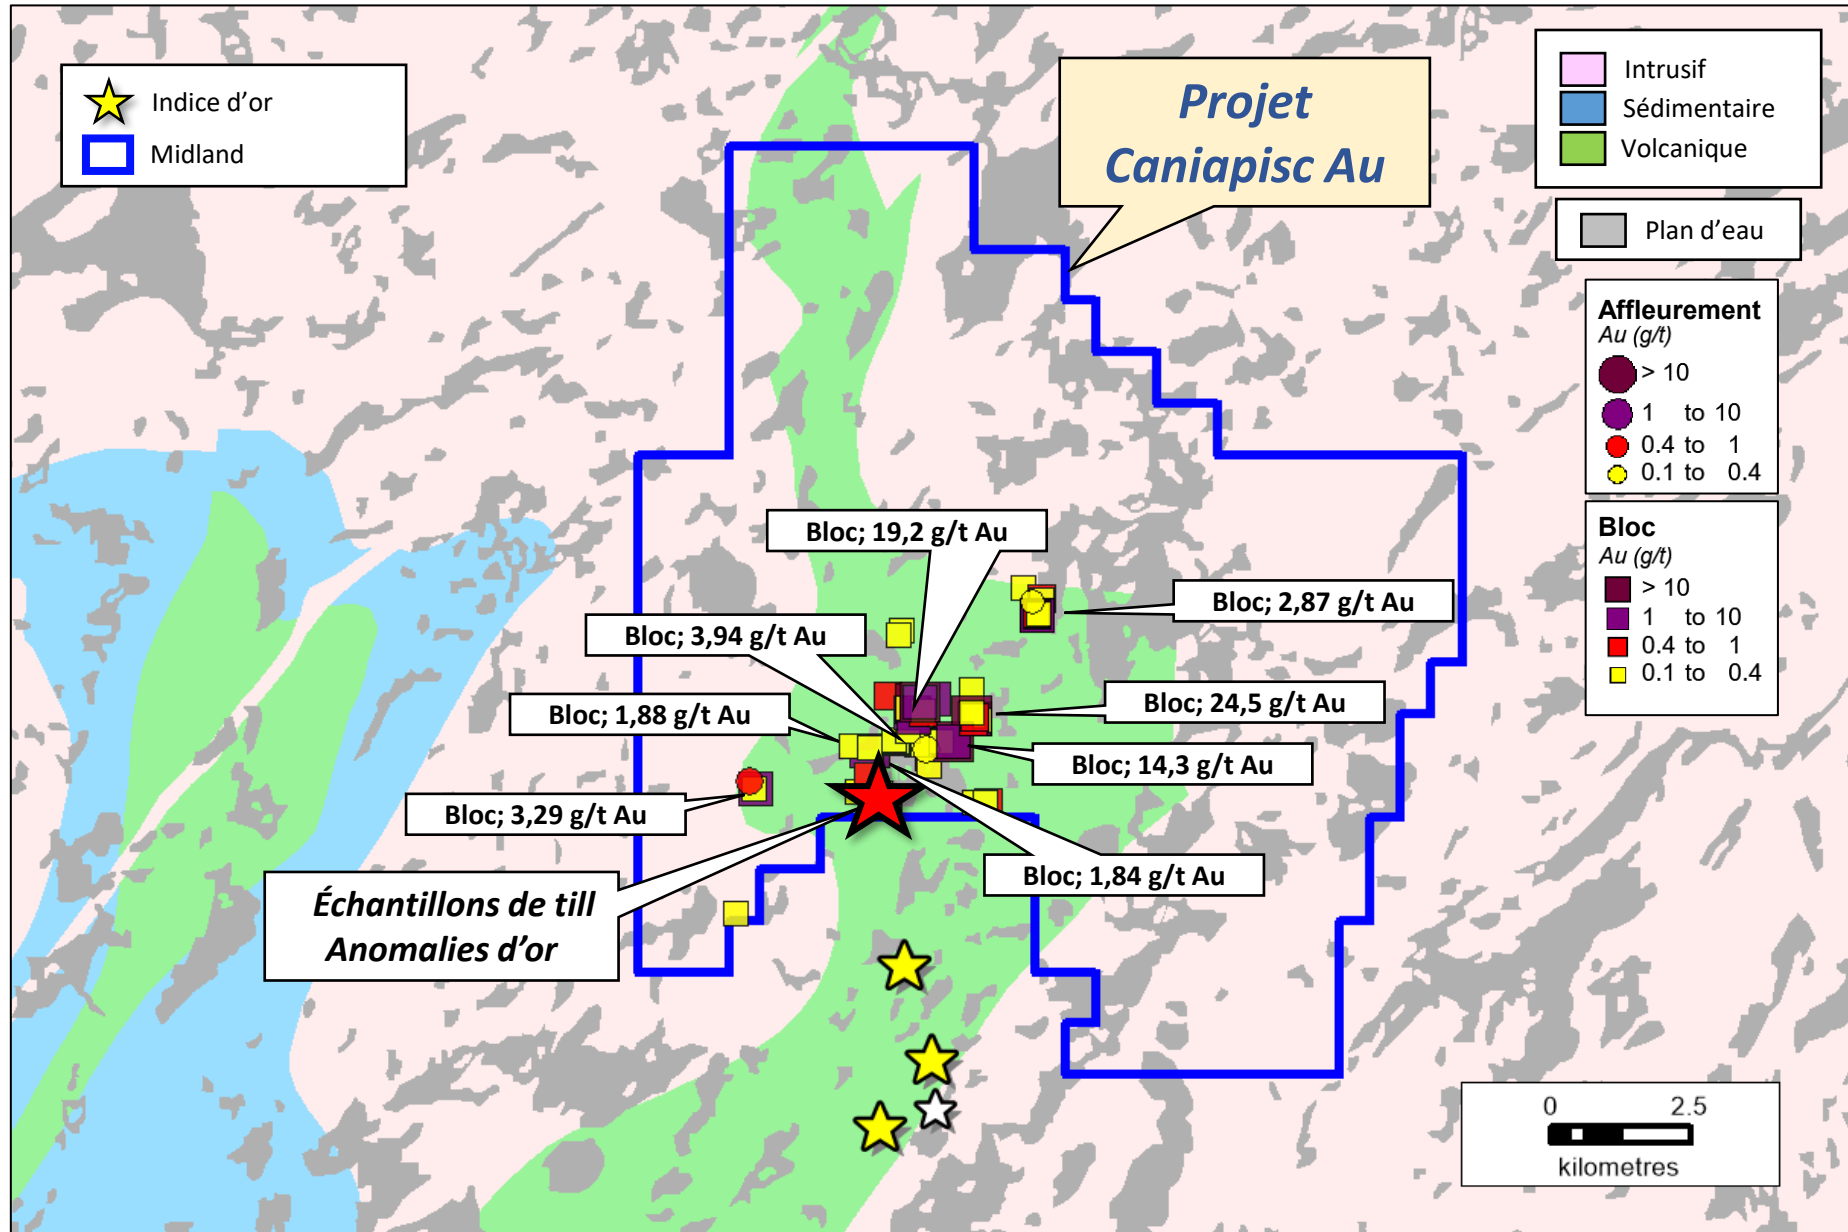 Indice d'or
Midland
Projet
Caniapisc Au
Intrusif
Sédimentaire
Volcanique
Plan d'eau
Affleurement
Au (g/t)
> 10
1 to 10
0.4 to 1
0.1 to 0.4
Bloc
Au (g/t)
> 10
1 to 10
0.4 to 1
0.1 to 0.4
Bloc; 19,2 g/t Au
Bloc; 2,87 g/t Au
Bloc; 3,94 g/t Au
Bloc; 24,5 g/t Au
Bloc; 1,88 g/t Au
Bloc; 14,3 g/t Au
Bloc; 3,29 g/t Au
Bloc; 1,84 g/t Au
Échantillons de till
Anomalies d'or
0 2.5
kilometres